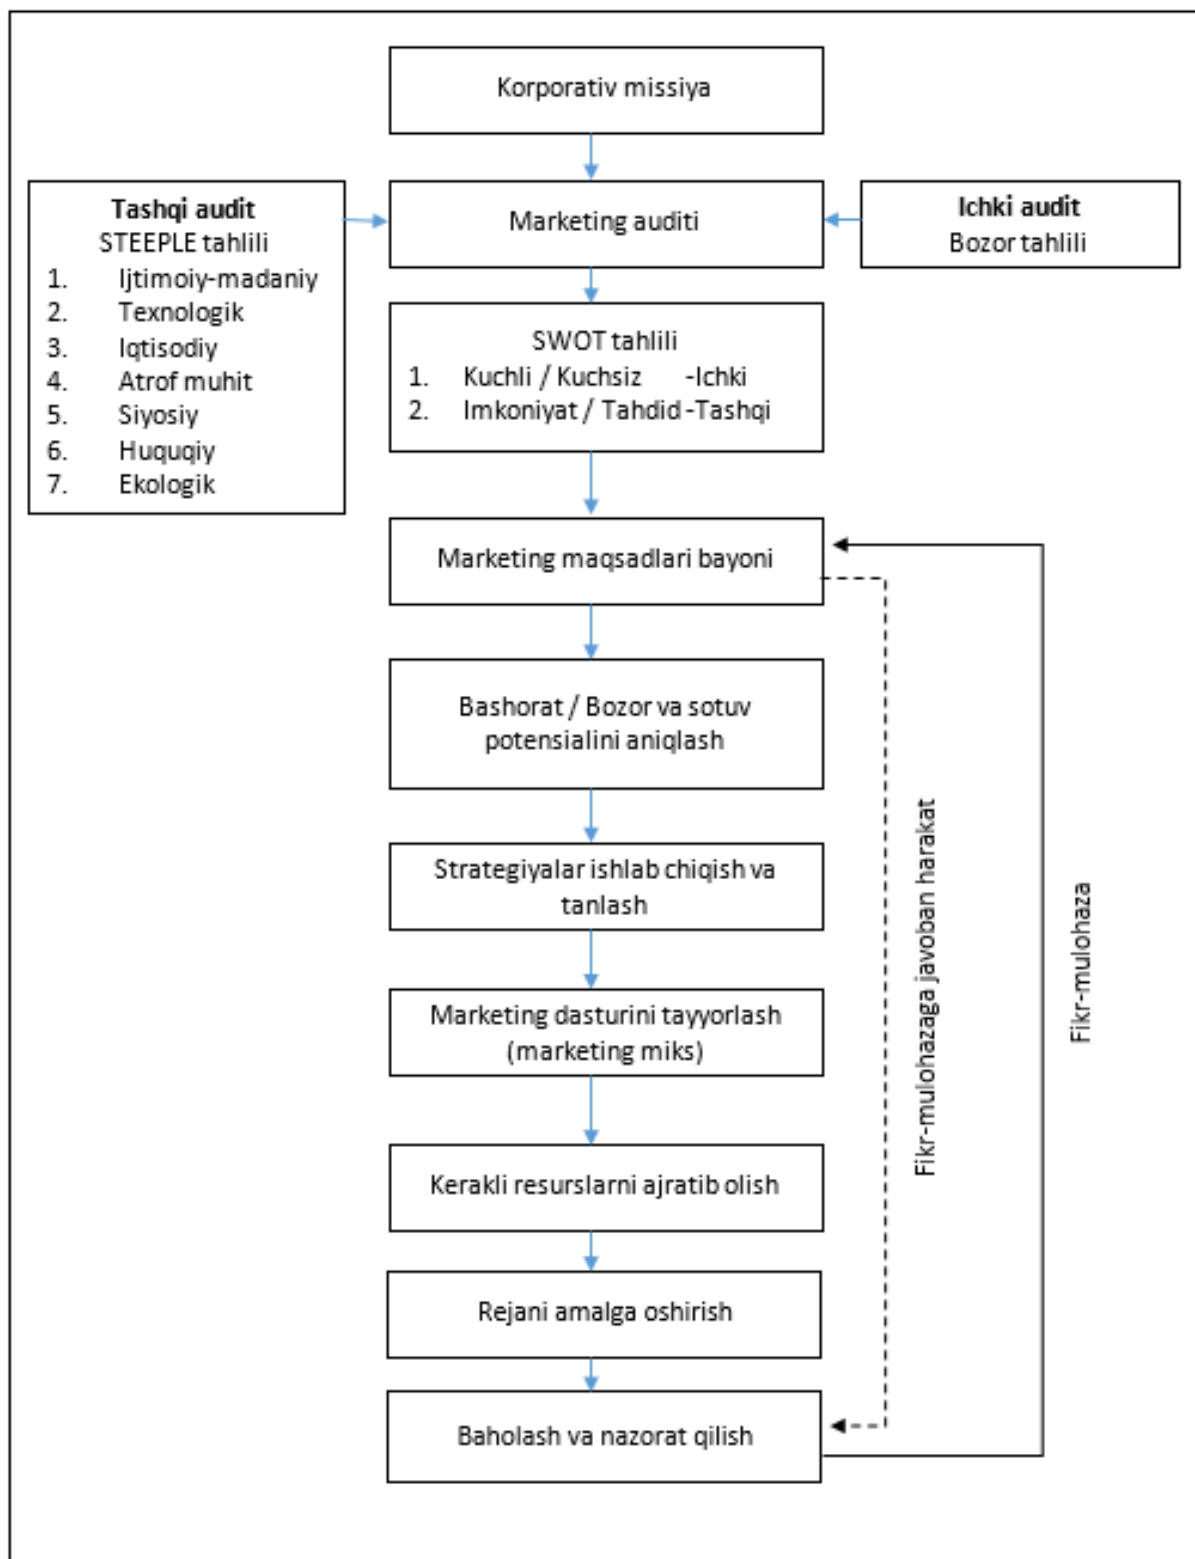 Korporativ missiya
Tashqi audit
STEEPLE tahlili
1. Ijtimoiy-madaniy
2. Texnologik
3. Iqtisodiy
4. Atrof muhit
5. Siyosiy
6. Huquqiy
7. Ekologik
Marketing auditi
Ichki audit
Bozor tahlili
SWOT tahlili
1. Kuchli / Kuchsiz -Ichki
2. Imkoniyat / Tahdid -Tashqi
Marketing maqsadlari bayoni
Bashorat / Bozor va sotuv
potensialini aniqlash
Strategiyalar ishlab chiqish va
tanlash
Marketing dasturini tayyorlash
(marketing miks)
Kerakli resurslarni ajratib olish
Rejani amalga oshirish
Baholash va nazorat qilish
Fikr-mulohazaga javoban harakat
Fikr-mulohaza